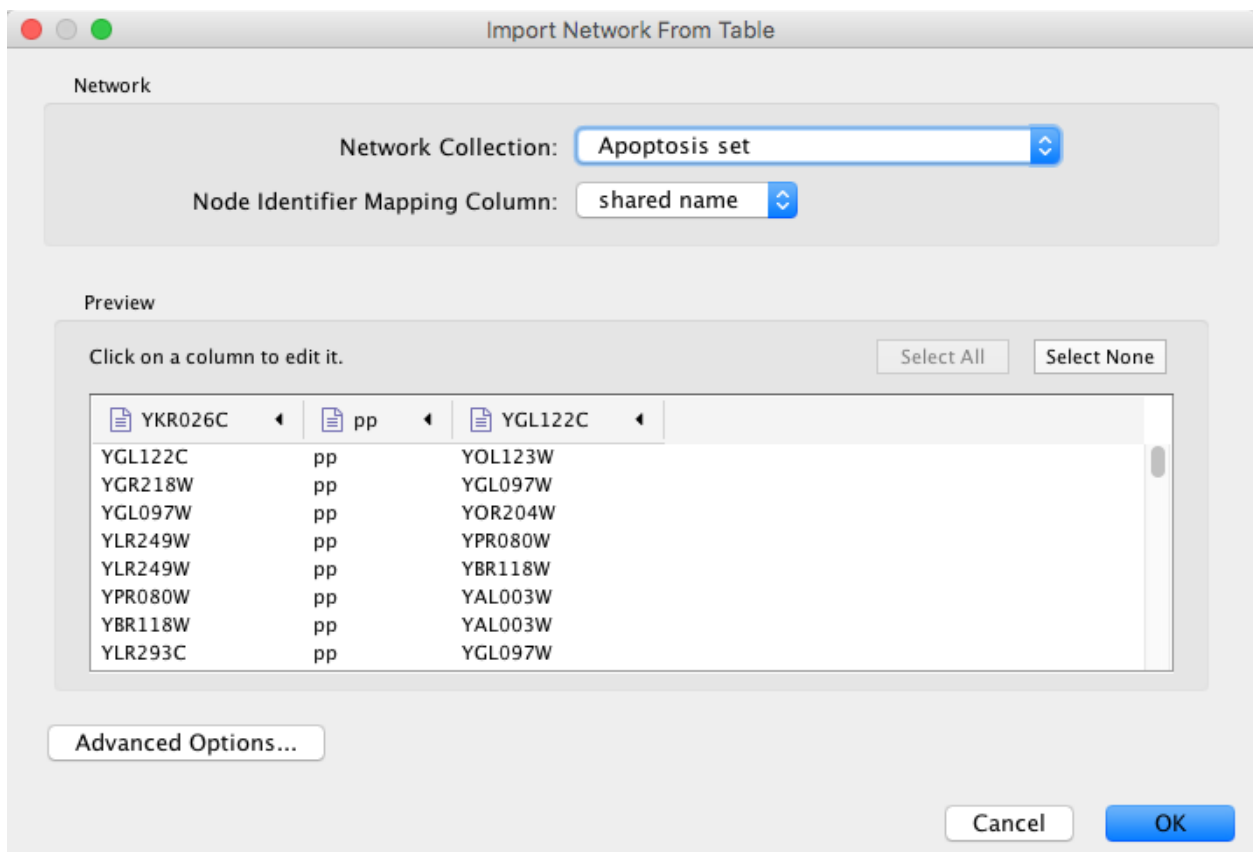 Import Network From Table
Network
Network Collection: Apoptosis set
Node Identifier Mapping Column: shared name
Preview
Click on a column to edit it. Select All Select None
YKR026C pp YGL122C
YGL122C pp YOL123W
YGR218W pp YGL097W
YGL097W pp YOR204W
YLR249W pp YPR080W
YLR249W pp YBR118W
YPR080W pp YAL003W
YBR118W pp YAL003W
YLR293C pp YGL097W
Advanced Options...
Cancel OK